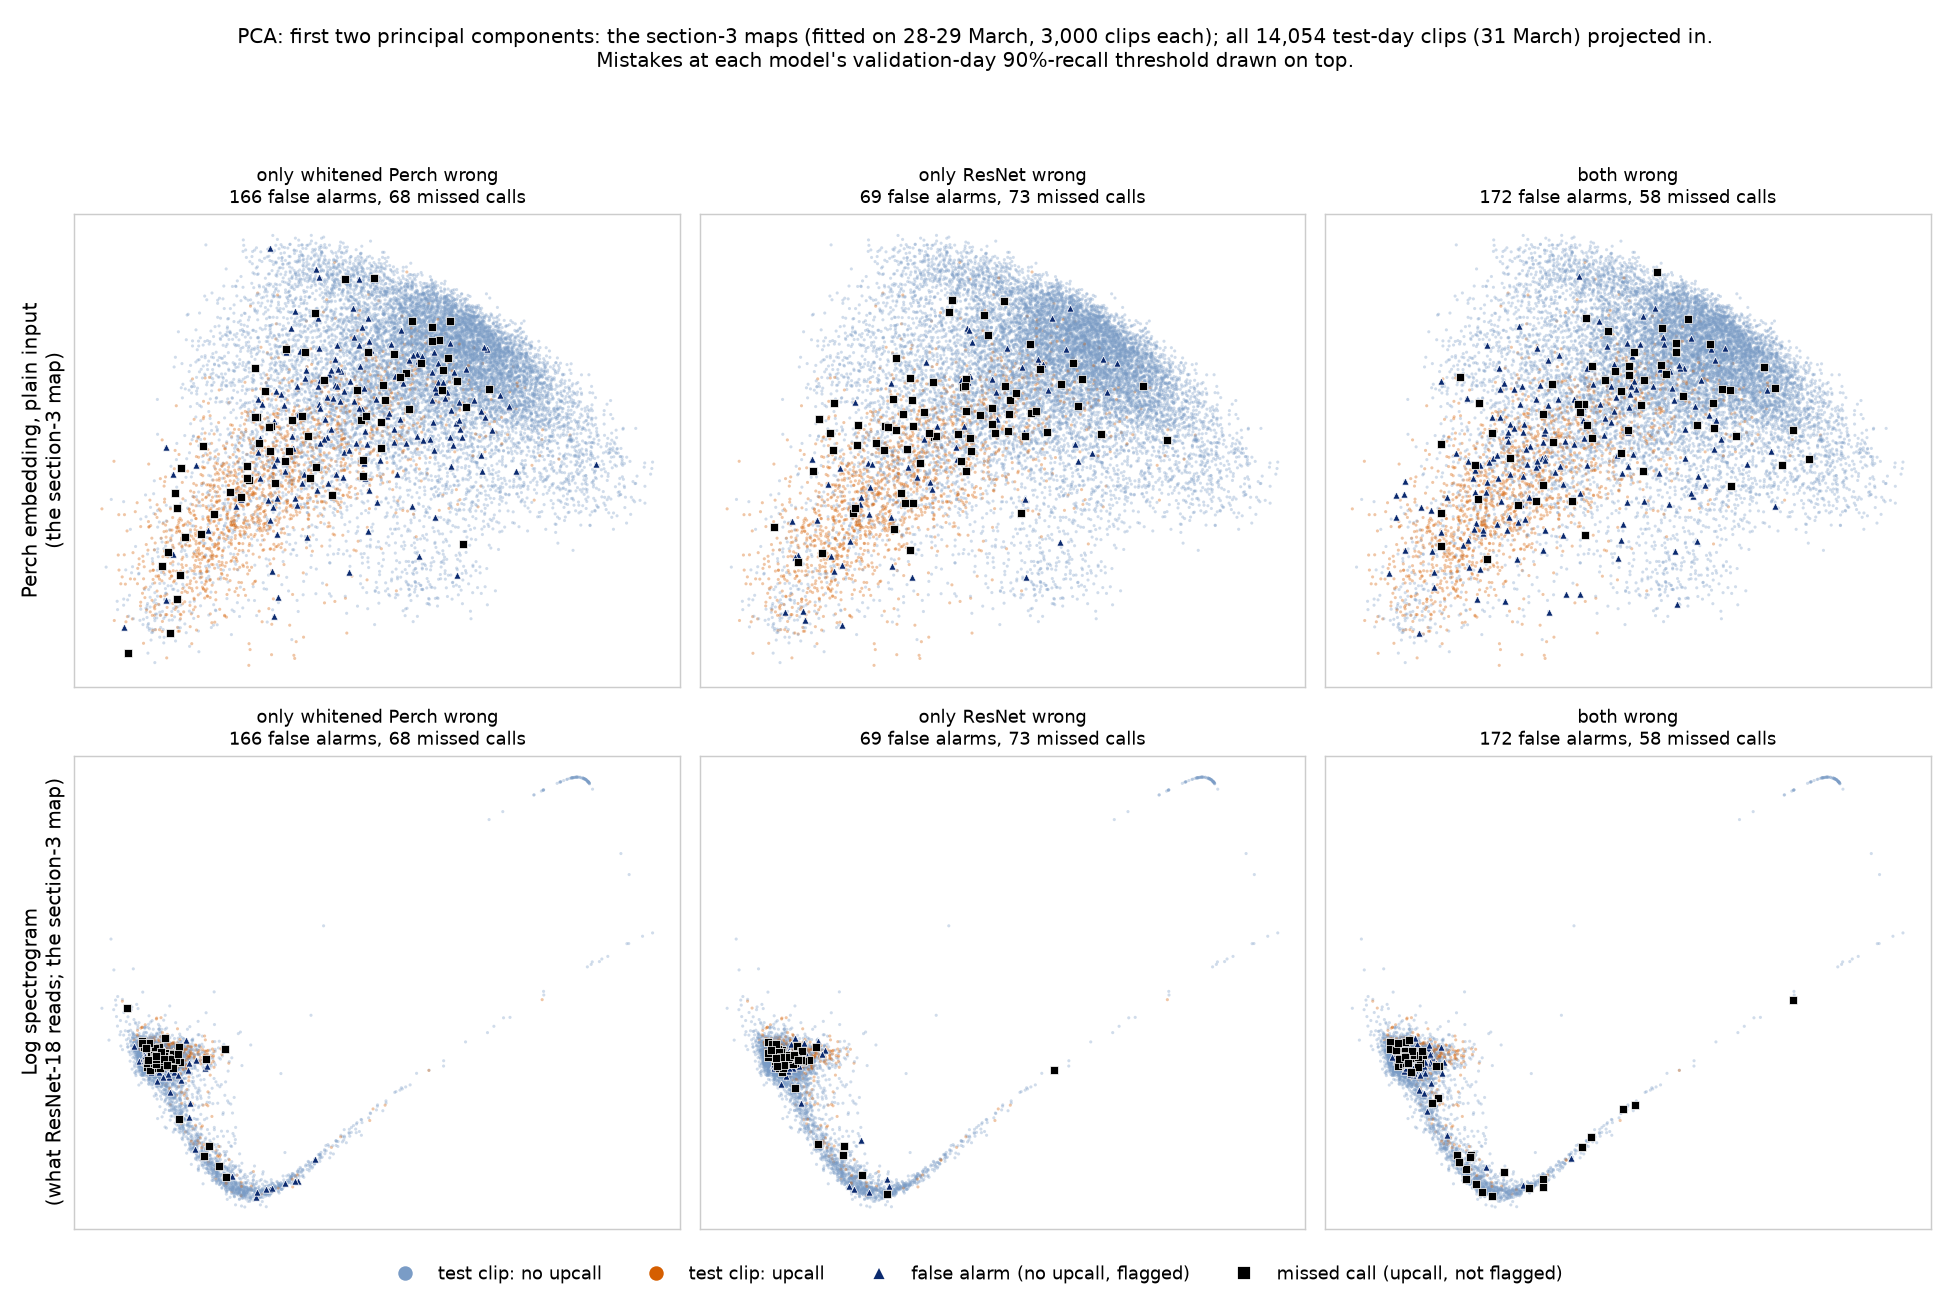 PCA: first two principal components: the section-3 maps (fitted on 28-29 March, 3,000 clips each); all 14,054 test-day clips (31 March) projected in.
Mistakes at each model's validation-day 90%-recall threshold drawn on top.
only whitened Perch wrong
166 false alarms, 68 missed calls
only ResNet wrong
69 false alarms, 73 missed calls
both wrong
172 false alarms, 58 missed calls
Perch embedding, plain input
(the section-3 map)
only whitened Perch wrong
166 false alarms, 68 missed calls
only ResNet wrong
69 false alarms, 73 missed calls
both wrong
172 false alarms, 58 missed calls
Log spectrogram
(what ResNet-18 reads; the section-3 map)
test clip: no upcall
test clip: upcall
false alarm (no upcall, flagged)
missed call (upcall, not flagged)